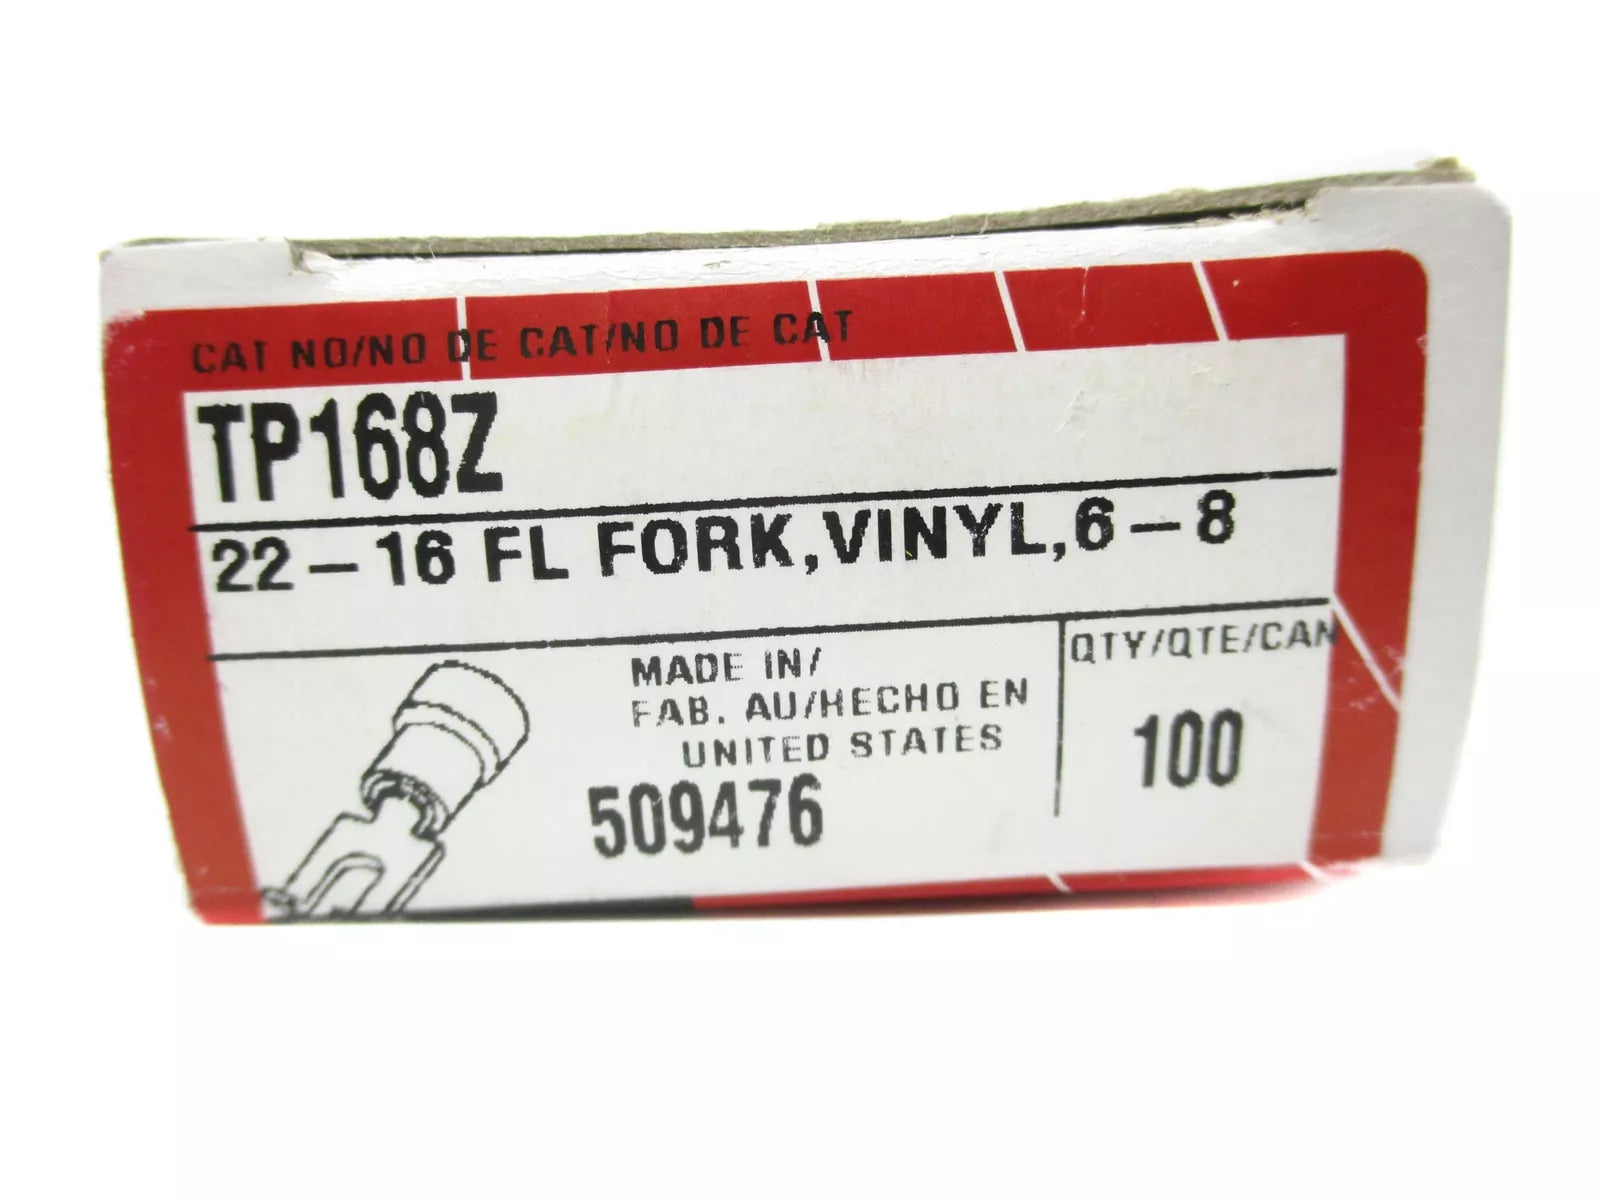 CAT NO/NO DE CAT/NO DE CAT
TP168Z
22-16 FL FORK,VINYL,6-8
MADE IN/
FAB. AU/HECHO EN
UNITED STATES
509476
QTY/QTE/CAN
100